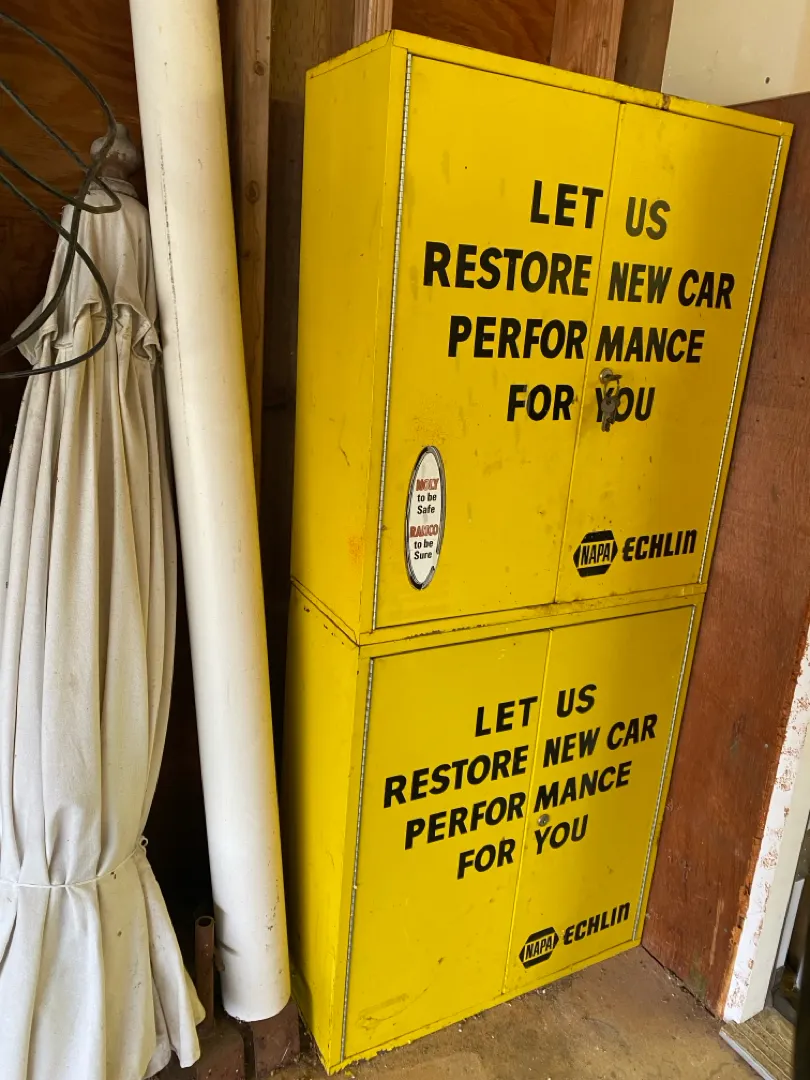 LET US
RESTORE NEW CAR
PERFORMANCE
FOR YOU
MOLY
to be
Safe
RAMCO
to be
Sure
NAPA ECHLIN
LET US
RESTORE NEW CAR
PERFORMANCE
FOR YOU
NAPA ECHLIN